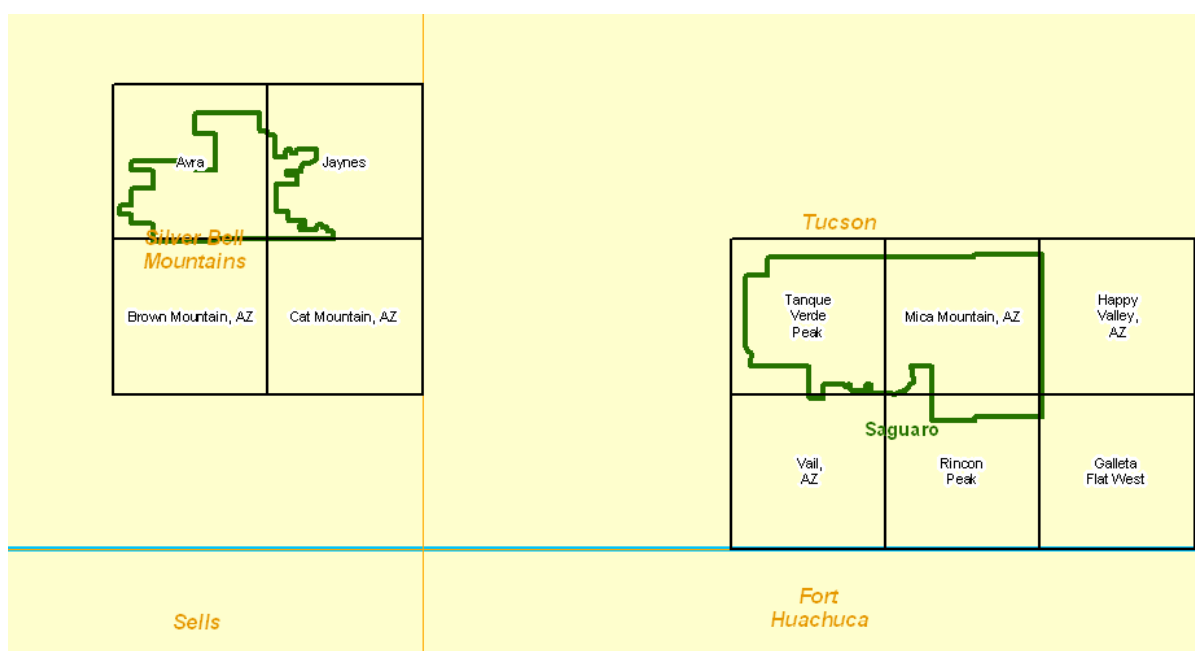 Avra
Jaynes
Silver Bell
Mountains
Tucson
Brown Mountain, AZ
Cat Mountain, AZ
Tanque
Verde
Peak
Mica Mountain, AZ
Happy
Valley,
AZ
Saguaro
Vail,
AZ
Rincon
Peak
Galleta
Flat West
Sells
Fort
Huachuca